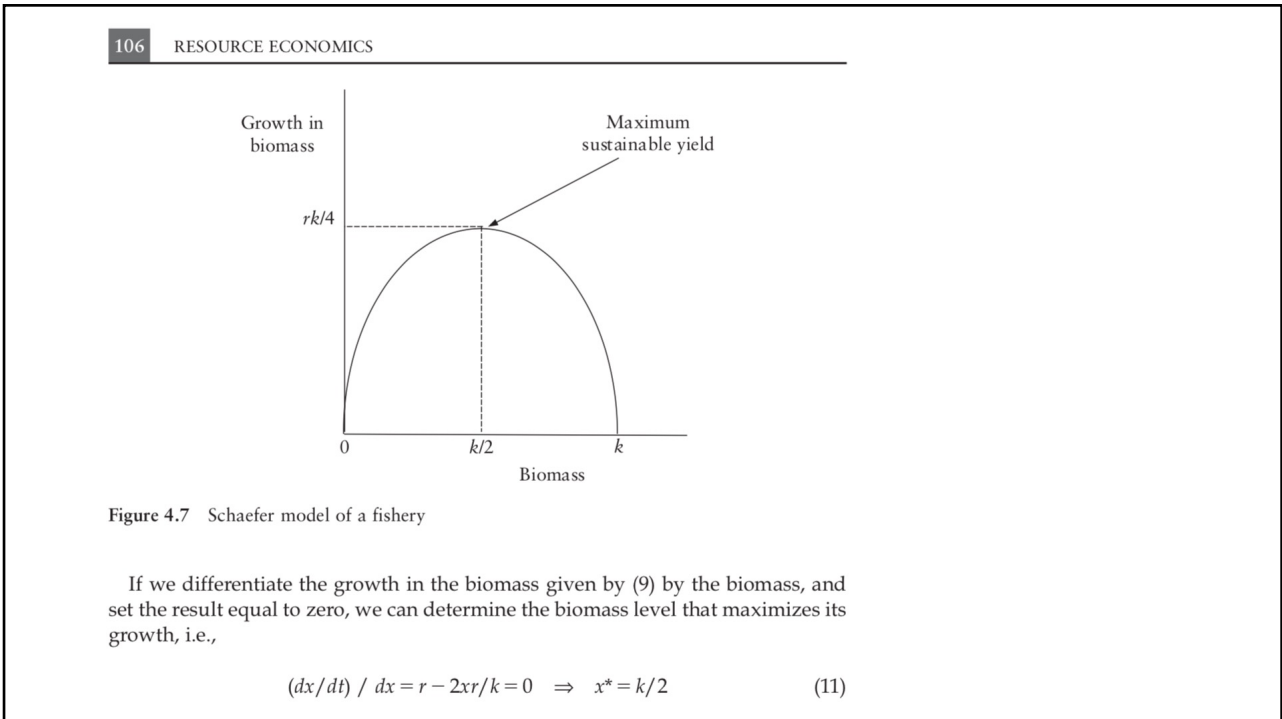 106 RESOURCE ECONOMICS
Growth in
biomass
Maximum
sustainable yield
rk/4
0
k/2
k
Biomass
Figure 4.7 Schaefer model of a fishery
If we differentiate the growth in the biomass given by (9) by the biomass, and
set the result equal to zero, we can determine the biomass level that maximizes its
growth, i.e.,
(dx/dt) / dx = r − 2xr/k = 0 ⇒ x* = k/2 (11)